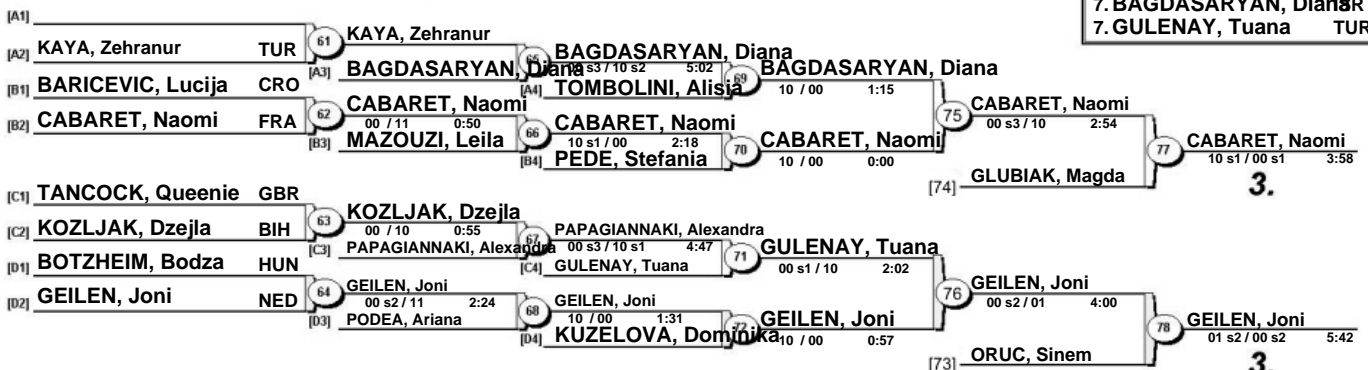 7. BAGDASARYAN, Diana
7. GULENAY, Tuana TUR
[A1]
[A2] KAYA, Zehranur TUR
[B1] BARICEVIC, Lucija CRO
[B2] CABARET, Naomi FRA
[C1] TANCOCK, Queenie GBR
[C2] KOZLJAK, Dzejla BIH
[D1] BOTZHEIM, Bodza HUN
[D2] GEILEN, Joni NED
61 KAYA, Zehranur
[A3] BAGDASARYAN, Diana
62 CABARET, Naomi
00 / 11 0:50
[B3] MAZOUZI, Leila
63 KOZLJAK, Dzejla
00 / 10 0:55
[C3] PAPAGIANNAKI, Alexandra
64 GEILEN, Joni
00 s2 / 11 2:24
[D3] PODEA, Ariana
65 BAGDASARYAN, Diana
s3 / 10 s2 5:02
[A4] TOMBOLINI, Alisia
66 CABARET, Naomi
10 s1 / 00 2:18
[B4] PEDE, Stefania
67 PAPAGIANNAKI, Alexandra
00 s3 / 10 s1 4:47
[C4] GULENAY, Tuana
68 GEILEN, Joni
10 / 00 1:31
[D4] KUZELOVA, Dominika
69 BAGDASARYAN, Diana
10 / 00 1:15
70 CABARET, Naomi
10 / 00 0:00
71 GULENAY, Tuana
00 s1 / 10 2:02
72 GEILEN, Joni
10 / 00 0:57
75 CABARET, Naomi
00 s3 / 10 2:54
[74] GLUBIAK, Magda
76 GEILEN, Joni
00 s2 / 01 4:00
[73] ORUC, Sinem
77 CABARET, Naomi
10 s1 / 00 s1 3:58
3.
78 GEILEN, Joni
01 s2 / 00 s2 5:42
3.